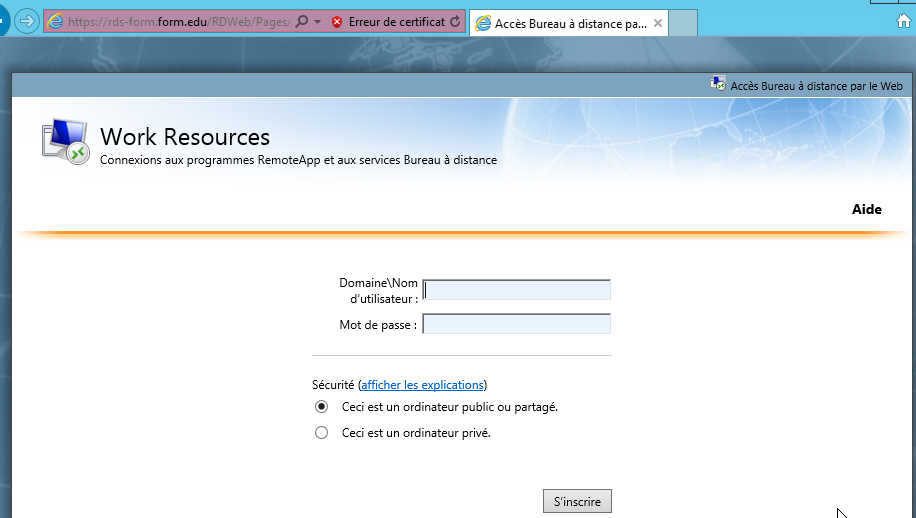 https://rds-form.form.edu/RDWeb/Pages/ Erreur de certificat Accès Bureau à distance pa...
Accès Bureau à distance par le Web
Work Resources
Connexions aux programmes RemoteApp et aux services Bureau à distance
Aide
Domaine\Nom
d'utilisateur :
Mot de passe :
Sécurité (afficher les explications)
Ceci est un ordinateur public ou partagé.
Ceci est un ordinateur privé.
S'inscrire